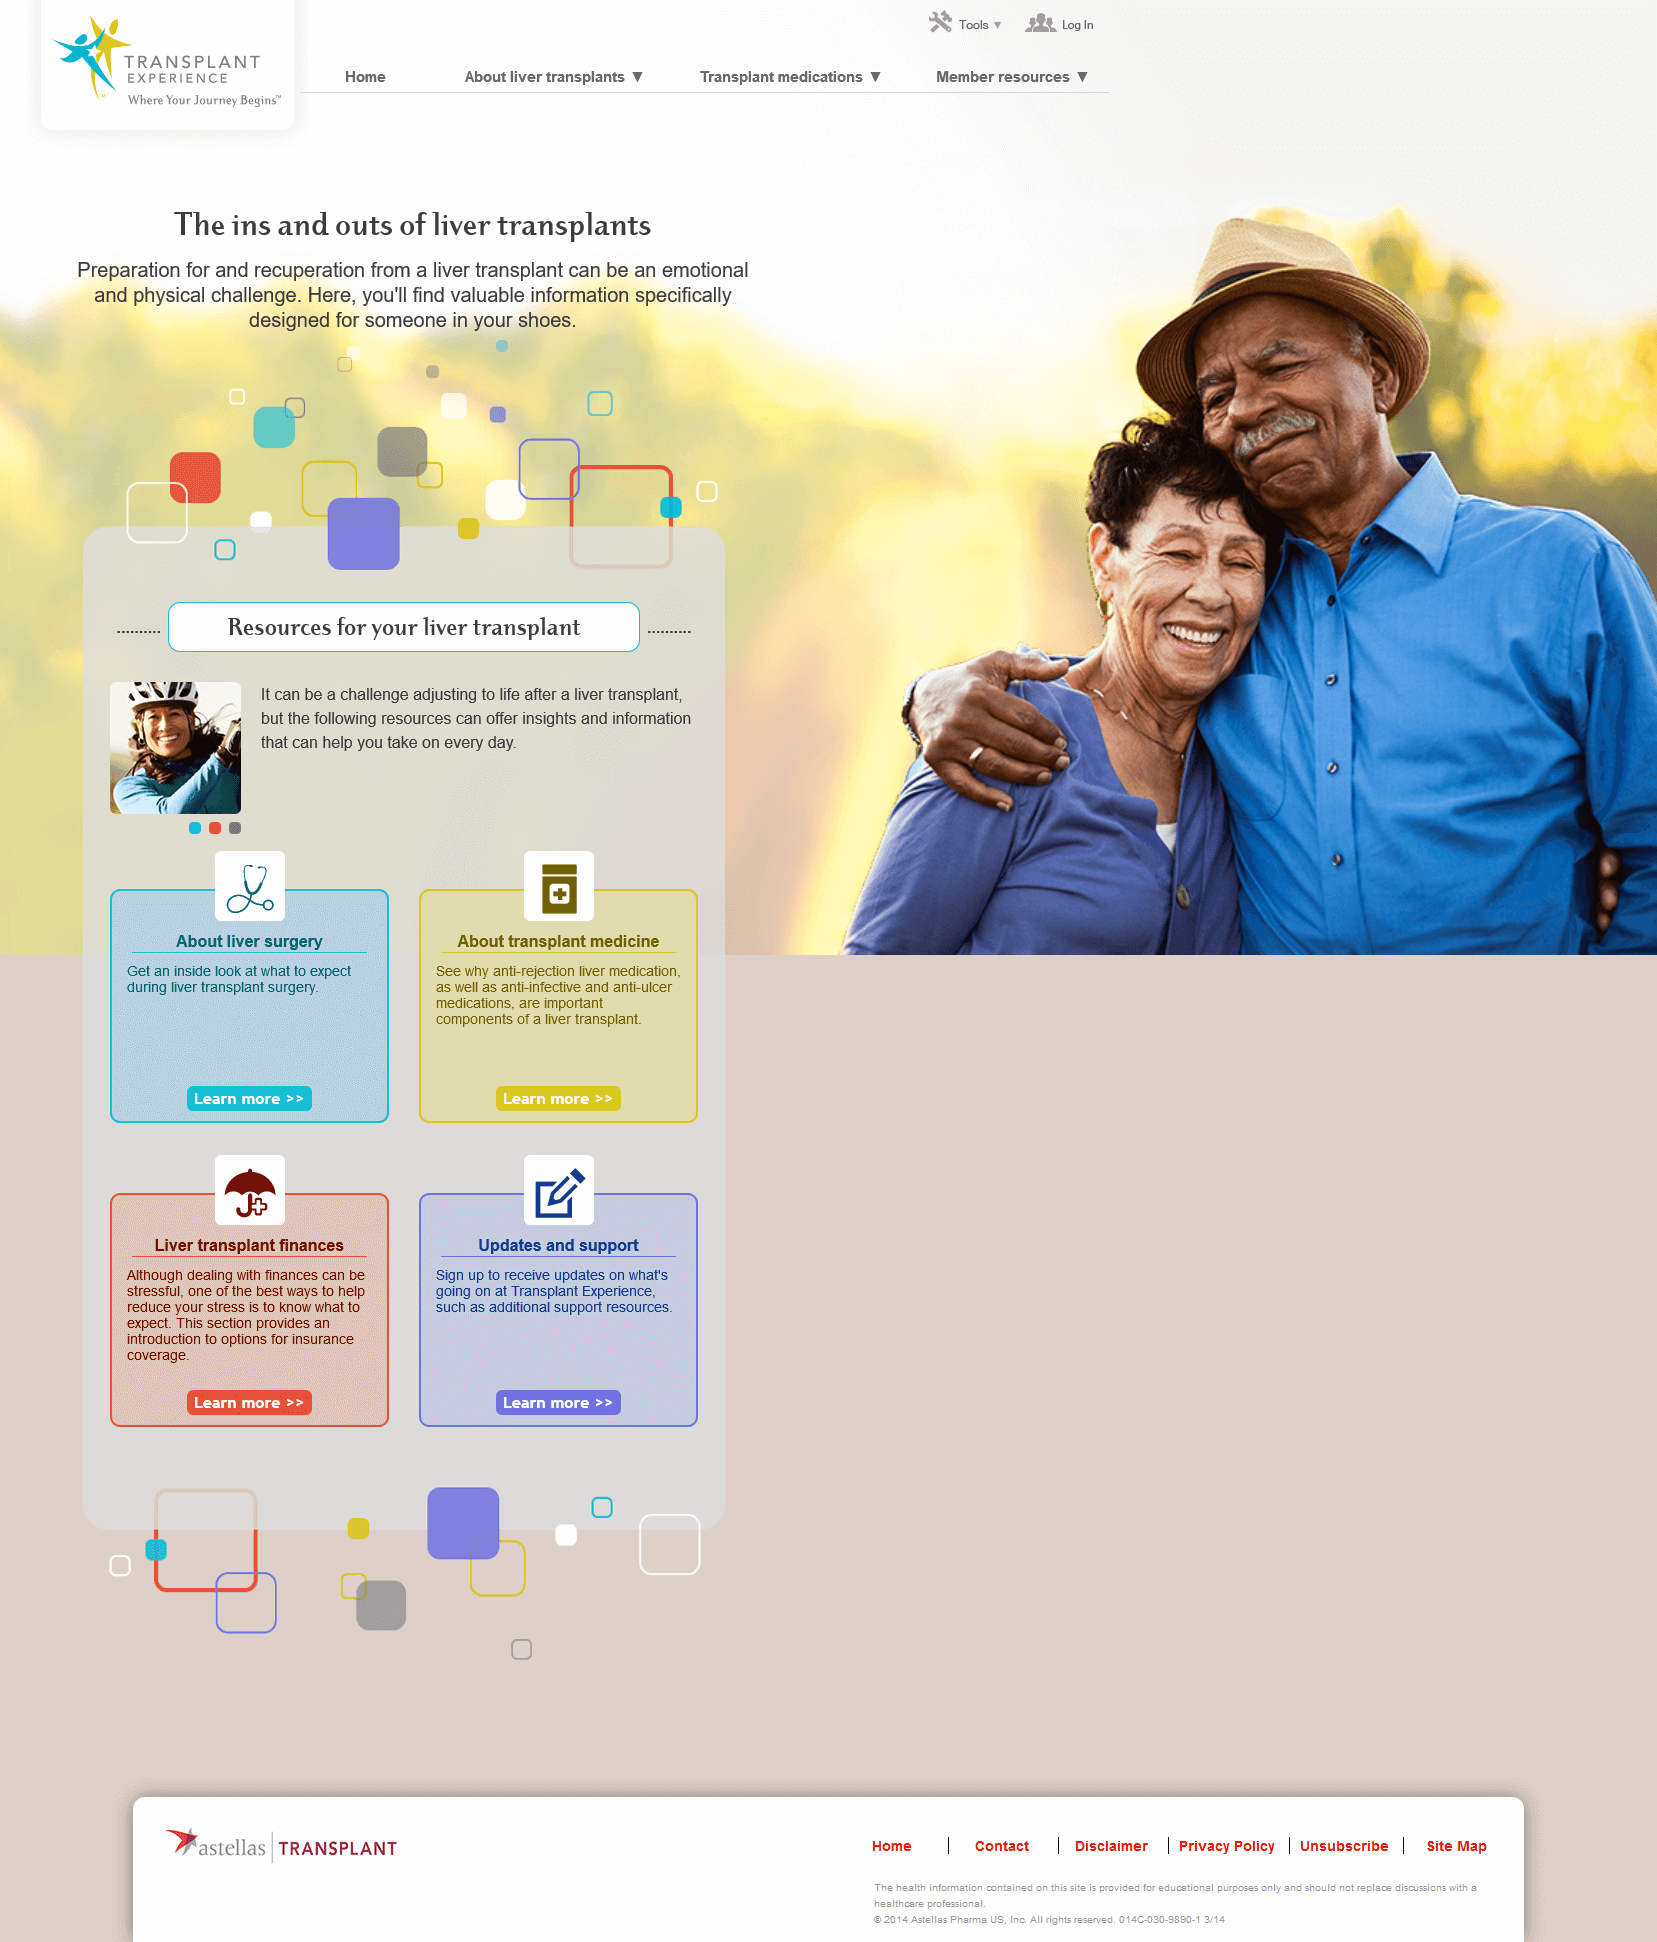 TRANSPLANT
EXPERIENCE
Where Your Journey Begins™
Tools ▼
Log In
Home
About liver transplants ▼
Transplant medications ▼
Member resources ▼
The ins and outs of liver transplants
Preparation for and recuperation from a liver transplant can be an emotional
and physical challenge. Here, you'll find valuable information specifically
designed for someone in your shoes.
Resources for your liver transplant
It can be a challenge adjusting to life after a liver transplant,
but the following resources can offer insights and information
that can help you take on every day.
About liver surgery
Get an inside look at what to expect
during liver transplant surgery.
Learn more >>
About transplant medicine
See why anti-rejection liver medication,
as well as anti-infective and anti-ulcer
medications, are important
components of a liver transplant.
Learn more >>
Liver transplant finances
Although dealing with finances can be
stressful, one of the best ways to help
reduce your stress is to know what to
expect. This section provides an
introduction to options for insurance
coverage.
Learn more >>
Updates and support
Sign up to receive updates on what's
going on at Transplant Experience,
such as additional support resources.
Learn more >>
astellas TRANSPLANT
Home
Contact
Disclaimer
Privacy Policy
Unsubscribe
Site Map
The health information contained on this site is provided for educational purposes only and should not replace discussions with a
healthcare professional.
© 2014 Astellas Pharma US, Inc. All rights reserved. 014C-030-9890-1 3/14